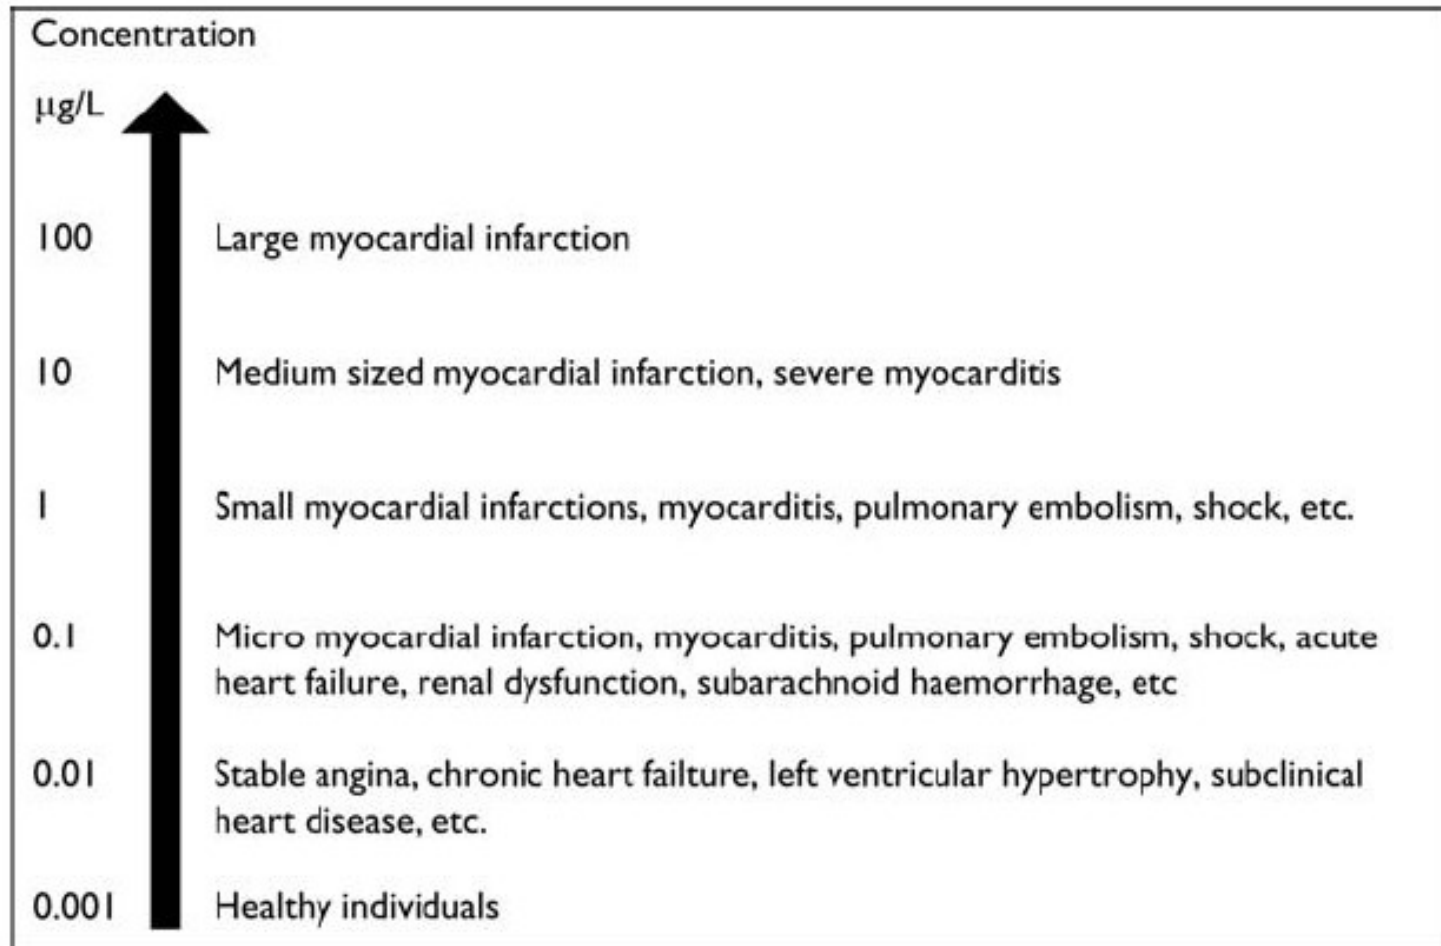 Concentration
µg/L
100 Large myocardial infarction
10 Medium sized myocardial infarction, severe myocarditis
1 Small myocardial infarctions, myocarditis, pulmonary embolism, shock, etc.
0.1 Micro myocardial infarction, myocarditis, pulmonary embolism, shock, acute
heart failure, renal dysfunction, subarachnoid haemorrhage, etc
0.01 Stable angina, chronic heart failture, left ventricular hypertrophy, subclinical
heart disease, etc.
0.001 Healthy individuals